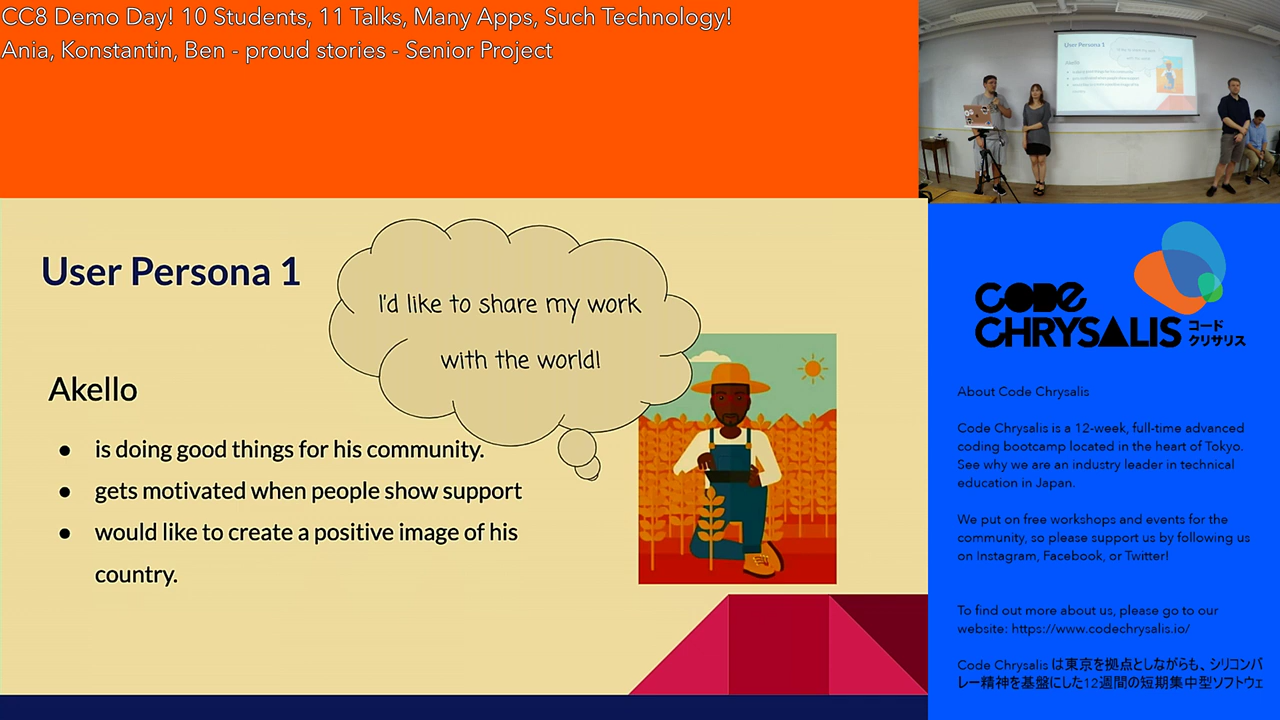 CC8 Demo Day! 10 Students, 11 Talks, Many Apps, Such Technology!
Ania, Konstantin, Ben - proud stories - Senior Project
User Persona 1
Akello
User Persona 1
I'd like to share my work
with the world!
Akello
● is doing good things for his community.
● gets motivated when people show support
● would like to create a positive image of his
country.
CODE
CHRYSALIS コード
クリサリス
About Code Chrysalis
Code Chrysalis is a 12-week, full-time advanced
coding bootcamp located in the heart of Tokyo.
See why we are an industry leader in technical
education in Japan.
We put on free workshops and events for the
community, so please support us by following us
on Instagram, Facebook, or Twitter!
To find out more about us, please go to our
website: https://www.codechrysalis.io/
Code Chrysalis は東京を拠点としながらも、シリコンバ
レー精神を基盤にした12週間の短期集中型ソフトウェ